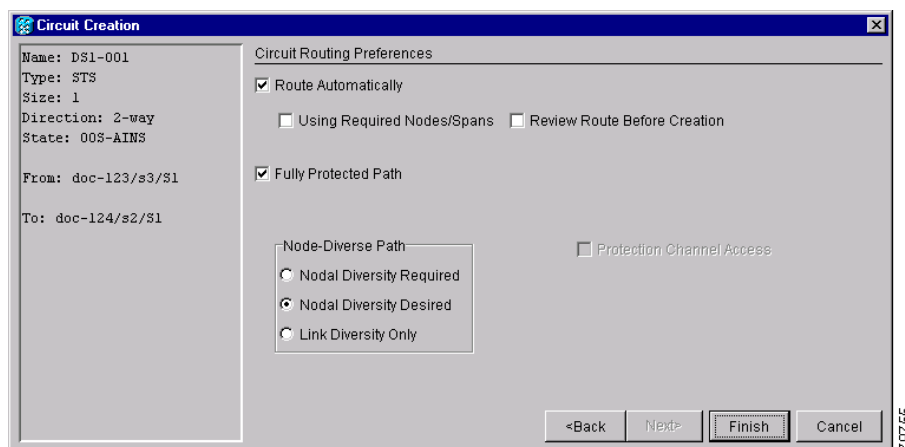 Circuit Creation
Name: DS1-001
Type: STS
Size: 1
Direction: 2-way
State: OOS-AINS
From: doc-123/s3/S1
To: doc-124/s2/S1
Circuit Routing Preferences
Route Automatically
Using Required Nodes/Spans Review Route Before Creation
Fully Protected Path
Node-Diverse Path
Protection Channel Access
Nodal Diversity Required
Nodal Diversity Desired
Link Diversity Only
<Back Next> Finish Cancel